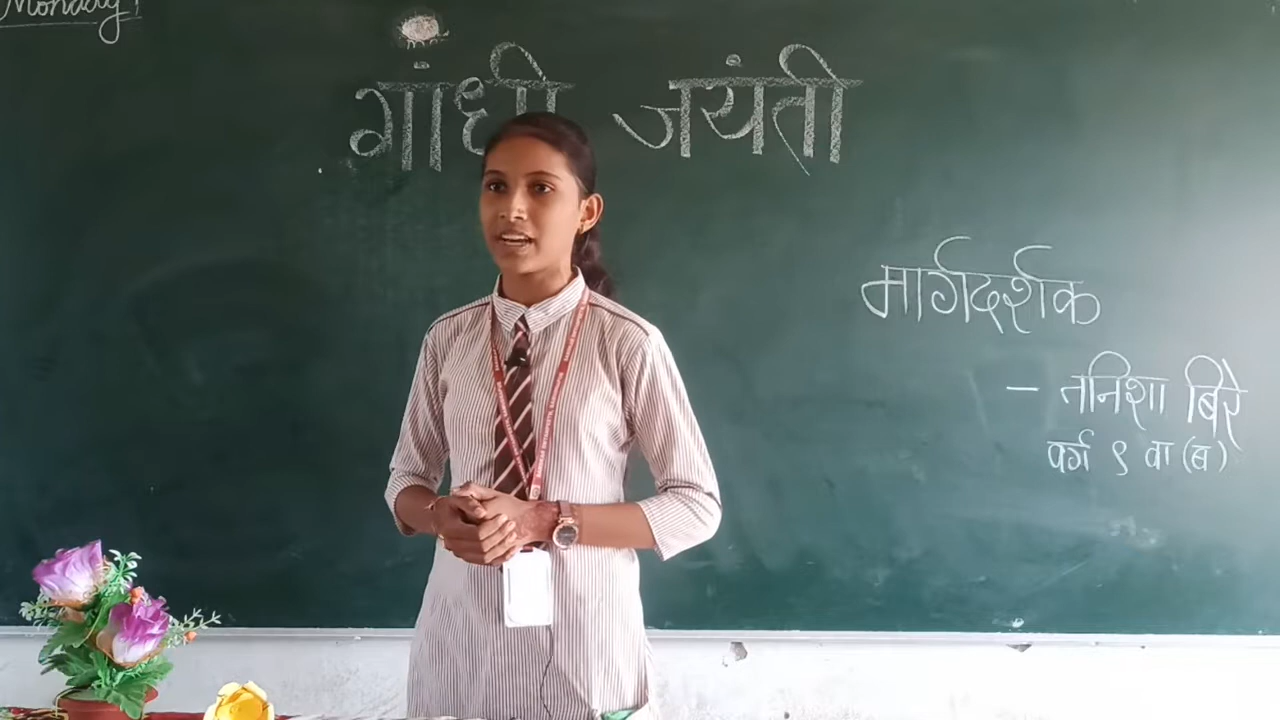 Monday!
गांधी जयंती
मार्गदर्शक
- तनिशा बिरे
वर्ग ९ वा (ब)